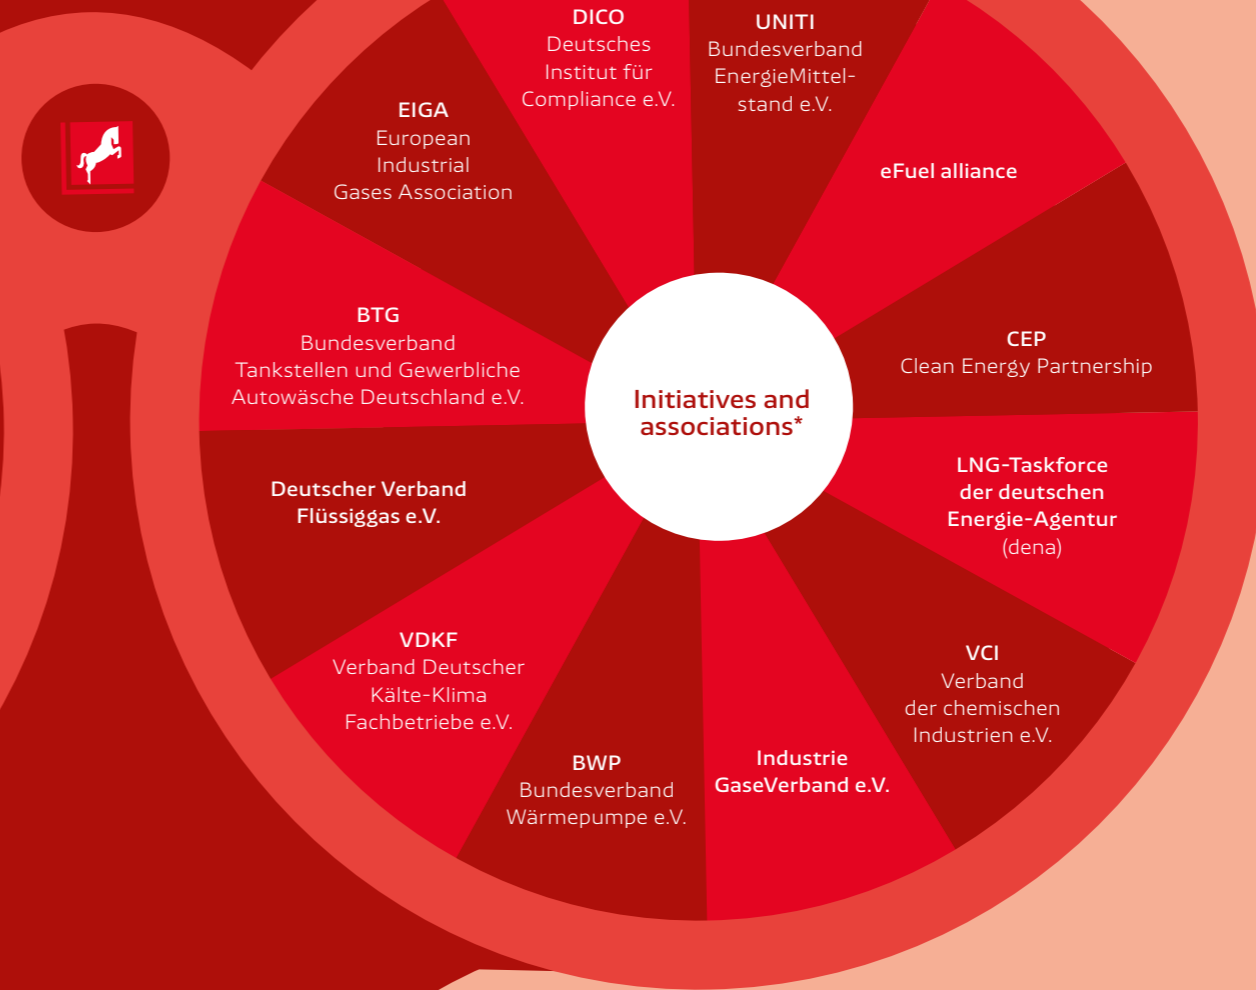 DICO
Deutsches
Institut für
Compliance e.V.
UNITI
Bundesverband
EnergieMittel-
stand e.V.
eFuel alliance
CEP
Clean Energy Partnership
LNG-Taskforce
der deutschen
Energie-Agentur
(dena)
VCI
Verband
der chemischen
Industrien e.V.
Industrie
GaseVerband e.V.
BWP
Bundesverband
Wärmepumpe e.V.
VDKF
Verband Deutscher
Kälte-Klima
Fachbetriebe e.V.
Deutscher Verband
Flüssiggas e.V.
BTG
Bundesverband
Tankstellen und Gewerbliche
Autowäsche Deutschland e.V.
EIGA
European
Industrial
Gases Association
Initiatives and
associations*